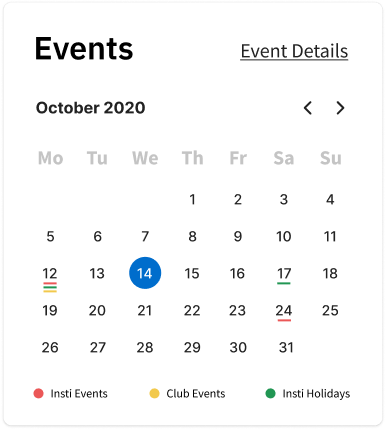 Events Event Details
October 2020
Mo Tu We Th Fr Sa Su
1 2 3 4
5 6 7 8 9 10 11
12 13 14 15 16 17 18
19 20 21 22 23 24 25
26 27 28 29 30 31
Insti Events Club Events Insti Holidays